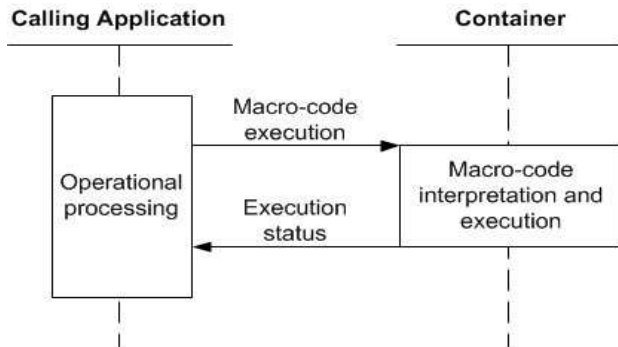 Calling Application
Container
Macro-code
execution
Operational
processing
Macro-code
interpretation and
execution
Execution
status